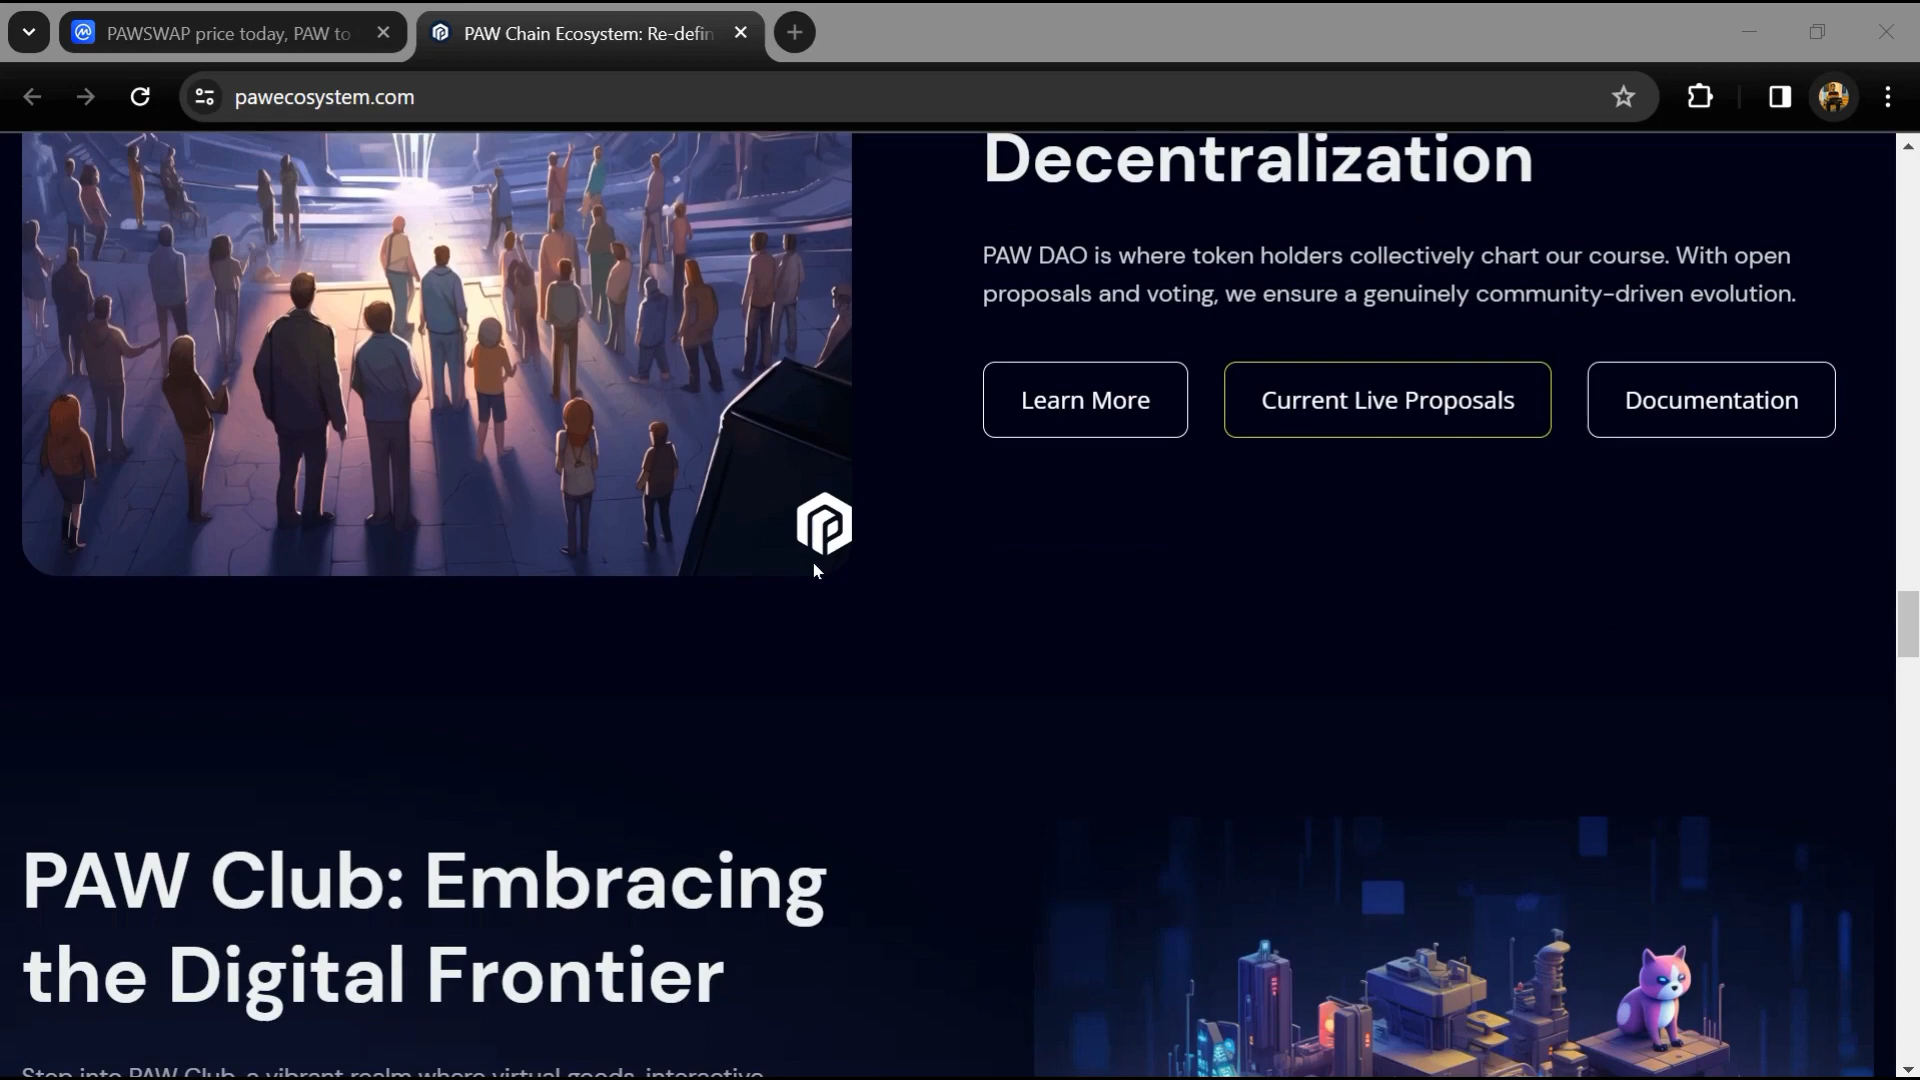 PAWSWAP price today, PAW to
PAW Chain Ecosystem: Re-defin
pawecosystem.com
Decentralization
PAW DAO is where token holders collectively chart our course. With open
proposals and voting, we ensure a genuinely community-driven evolution.
Learn More
Current Live Proposals
Documentation
PAW Club: Embracing
the Digital Frontier
Step into PAW Club, a vibrant realm where virtual goods, interactive